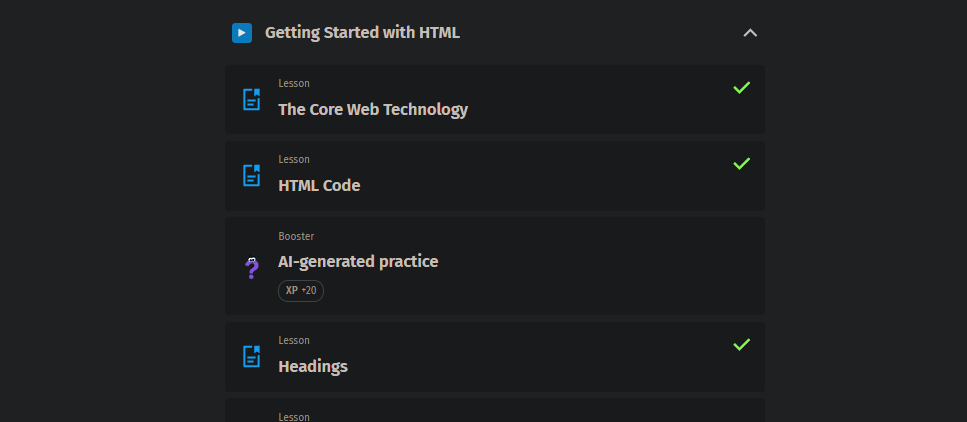 Getting Started with HTML
Lesson
The Core Web Technology
Lesson
HTML Code
Booster
AI-generated practice
XP +20
Lesson
Headings
Lesson